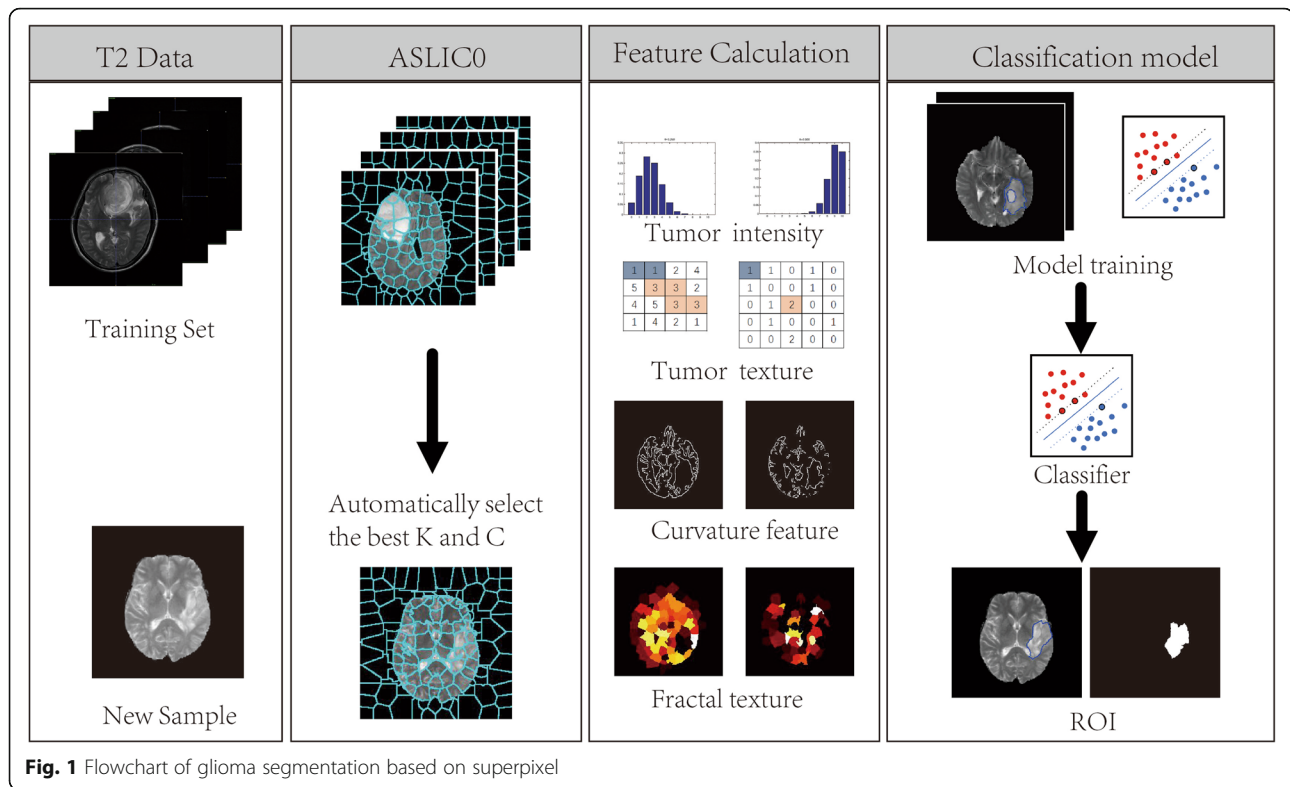 T2 Data
ASLIC0
Feature Calculation
Classification model
Training Set
New Sample
Automatically select
the best K and C
Tumor intensity
1 1 2 4
5 3 3 2
4 5 3 3
1 4 2 1
1 1 0 1 0
1 0 0 1 0
0 1 2 0 0
0 1 0 0 1
0 0 2 0 0
Tumor texture
Curvature feature
Fractal texture
Model training
Classifier
ROI
Fig. 1 Flowchart of glioma segmentation based on superpixel